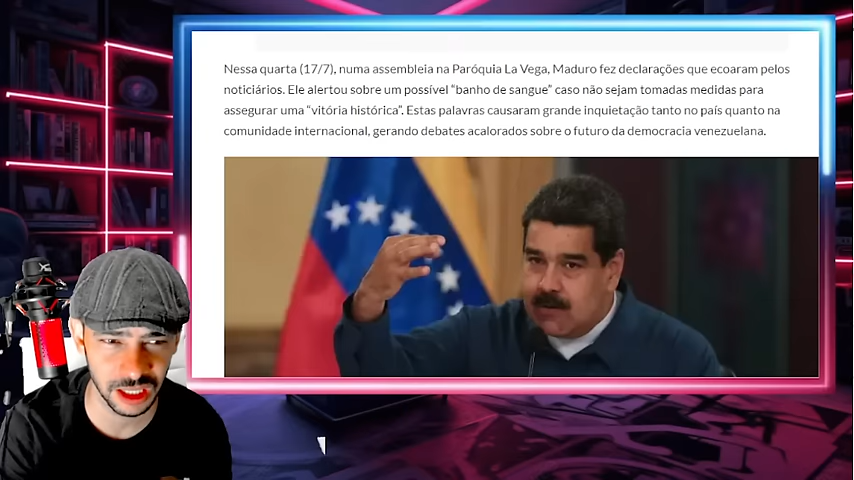 Nessa quarta (17/7), numa assembleia na Paróquia La Vega, Maduro fez declarações que ecoaram pelos
noticiários. Ele alertou sobre um possível “banho de sangue” caso não sejam tomadas medidas para
assegurar uma “vitória histórica”. Estas palavras causaram grande inquietação tanto no país quanto na
comunidade internacional, gerando debates acalorados sobre o futuro da democracia venezuelana.